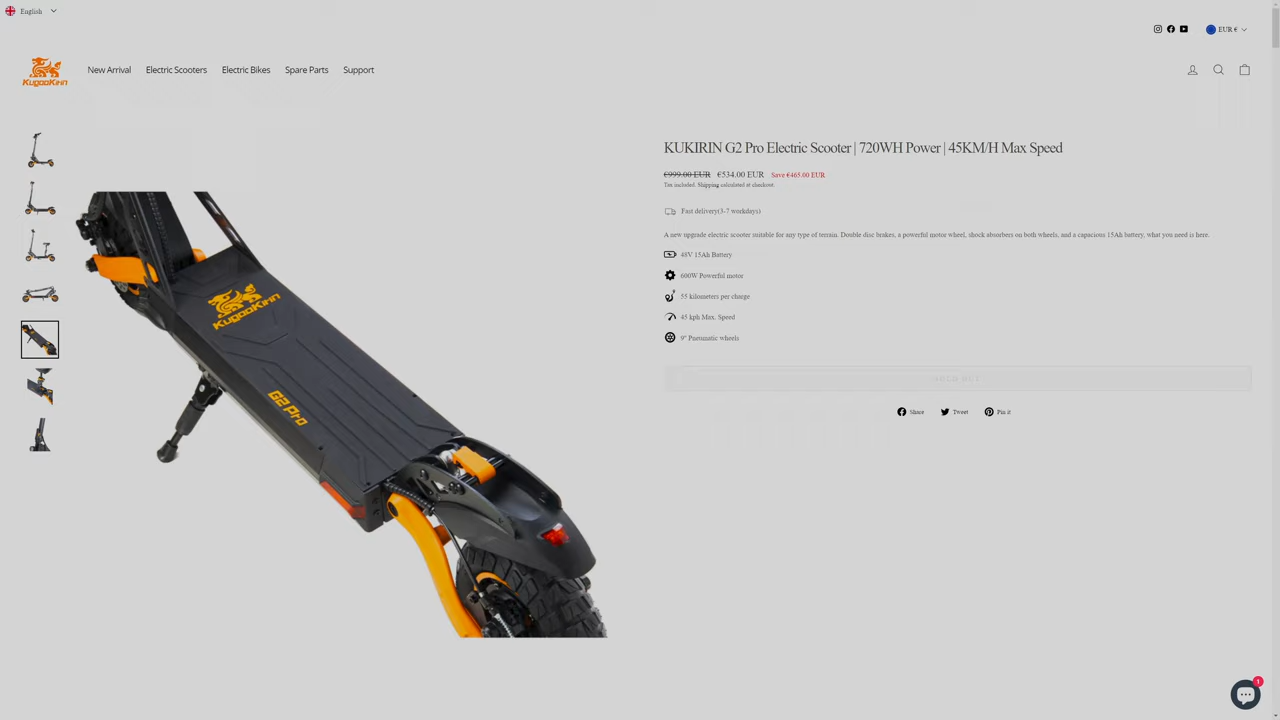 English
EUR €
KugooKirin
New Arrival
Electric Scooters
Electric Bikes
Spare Parts
Support
KUKIRIN G2 Pro Electric Scooter | 720WH Power | 45KM/H Max Speed
€999.00 EUR €534.00 EUR Save €465.00 EUR
Tax included. Shipping calculated at checkout.
Fast delivery(3-7 workdays)
A new upgrade electric scooter suitable for any type of terrain. Double disc brakes, a powerful motor wheel, shock absorbers on both wheels, and a capacious 15Ah battery, what you need is here.
48V 15Ah Battery
600W Powerful motor
55 kilometers per charge
45 kph Max. Speed
9" Pneumatic wheels
SOLD OUT
Share
Tweet
Pin it
KugooKirin
G2 Pro
1